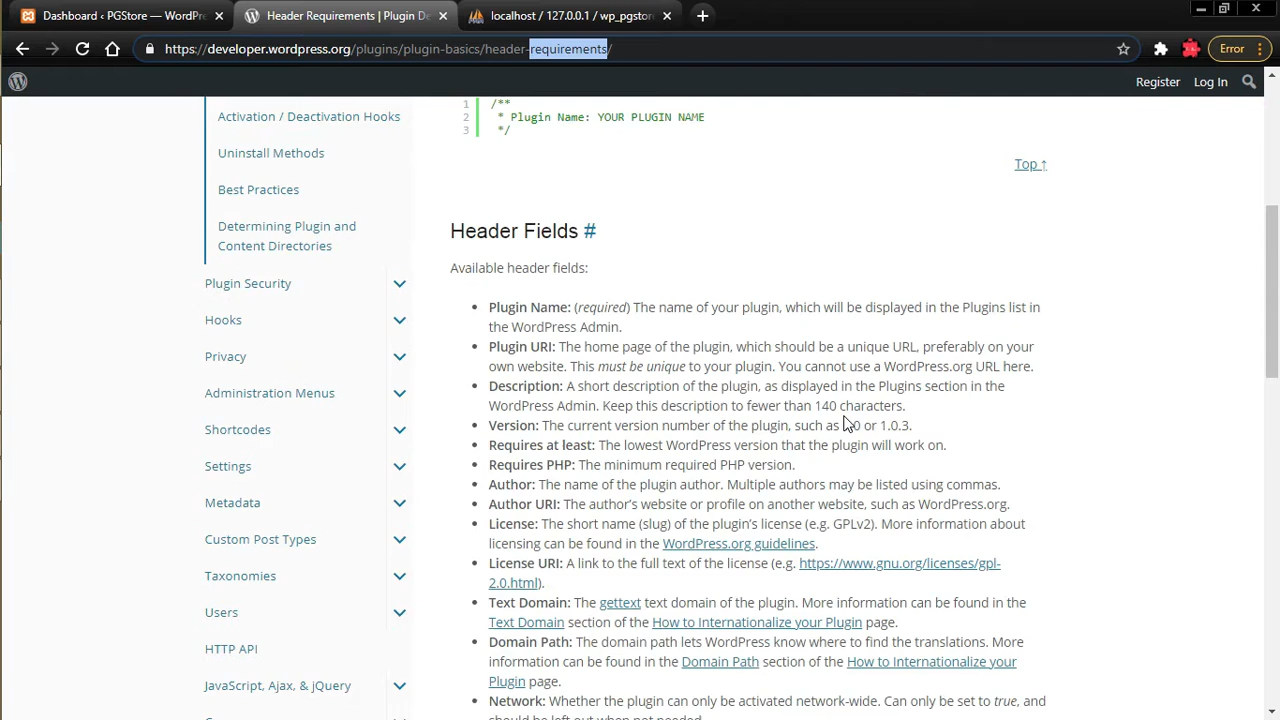 Dashboard ‹ PGStore — WordPr
Header Requirements | Plugin De
localhost / 127.0.0.1 / wp_pgstor
https://developer.wordpress.org/plugins/plugin-basics/header-requirements/
Error
Register
Log In
Activation / Deactivation Hooks
Uninstall Methods
Best Practices
Determining Plugin and
Content Directories
Plugin Security
Hooks
Privacy
Administration Menus
Shortcodes
Settings
Metadata
Custom Post Types
Taxonomies
Users
HTTP API
JavaScript, Ajax, & jQuery
1 /**
2 * Plugin Name: YOUR PLUGIN NAME
3 */
Top ↑
Header Fields #
Available header fields:
• Plugin Name: (required) The name of your plugin, which will be displayed in the Plugins list in
the WordPress Admin.
• Plugin URI: The home page of the plugin, which should be a unique URL, preferably on your
own website. This must be unique to your plugin. You cannot use a WordPress.org URL here.
• Description: A short description of the plugin, as displayed in the Plugins section in the
WordPress Admin. Keep this description to fewer than 140 characters.
• Version: The current version number of the plugin, such as or 1.0.3.
• Requires at least: The lowest WordPress version that the plugin will work on.
• Requires PHP: The minimum required PHP version.
• Author: The name of the plugin author. Multiple authors may be listed using commas.
• Author URI: The author's website or profile on another website, such as WordPress.org.
• License: The short name (slug) of the plugin's license (e.g. GPLv2). More information about
licensing can be found in the WordPress.org guidelines.
• License URI: A link to the full text of the license (e.g. https://www.gnu.org/licenses/gpl-
2.0.html).
• Text Domain: The gettext text domain of the plugin. More information can be found in the
Text Domain section of the How to Internationalize your Plugin page.
• Domain Path: The domain path lets WordPress know where to find the translations. More
information can be found in the Domain Path section of the How to Internationalize your
Plugin page.
• Network: Whether the plugin can only be activated network-wide. Can only be set to true, and
should be left out when not needed.